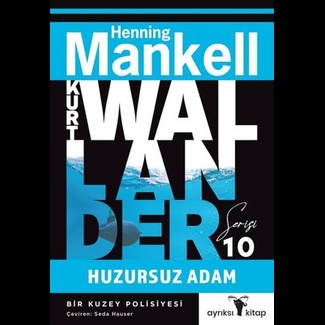 Henning
Mankell
KURT
WAL
LAN
DER
Serisi
10
HUZURSUZ ADAM
BİR KUZEY POLİSİYESİ
Çeviren: Seda Hauser
ayrıksı kitap